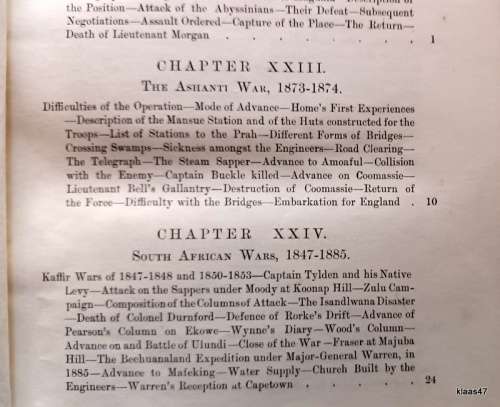 the Position—Attack of the Abyssinians—Their Defeat—Subsequent
Negotiations—Assault Ordered—Capture of the Place—The Return—
Death of Lieutenant Morgan . . . . . . . 1
CHAPTER XXIII.
THE ASHANTI WAR, 1873-1874.
Difficulties of the Operation—Mode of Advance—Home's First Experiences
—Description of the Mansue Station and of the Huts constructed for the
Troops—List of Stations to the Prah—Different Forms of Bridges—
Crossing Swamps—Sickness amongst the Engineers—Road Clearing—
The Telegraph—The Steam Sapper—Advance to Amoaful—Collision
with the Enemy—Captain Buckle killed—Advance on Coomassie—
Lieutenant Bell's Gallantry—Destruction of Coomassie—Return of
the Force—Difficulty with the Bridges—Embarkation for England . 10
CHAPTER XXIV.
SOUTH AFRICAN WARS, 1847-1885.
Kaffir Wars of 1847-1848 and 1850-1853—Captain Tylden and his Native
Levy—Attack on the Sappers under Moody at Koonap Hill—Zulu Cam-
paign—Composition of the Columns of Attack—The Isandlwana Disaster
—Death of Colonel Durnford—Defence of Rorke's Drift—Advance of
Pearson's Column on Ekowe—Wynne's Diary—Wood's Column—
Advance on and Battle of Ulundi—Close of the War—Fraser at Majuba
Hill—The Bechuanaland Expedition under Major-General Warren, in
1885—Advance to Mafeking—Water Supply—Church Built by the
Engineers—Warren's Reception at Capetown . . . . . 24
klaas47